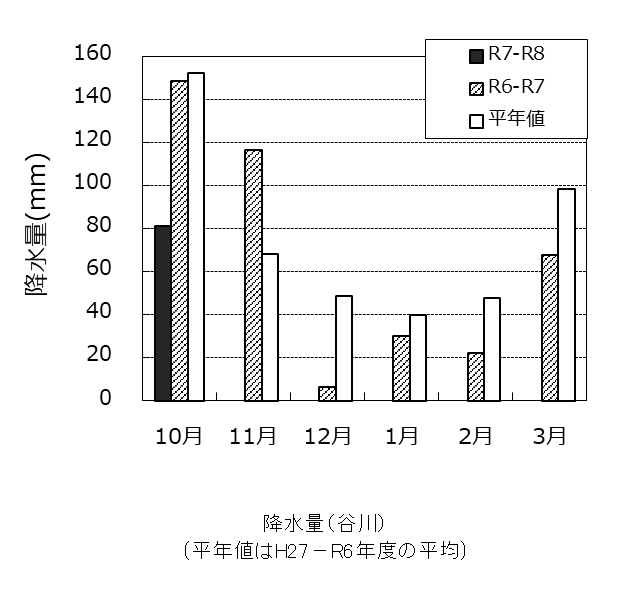 R7-R8
R6-R7
平年値
降水量(mm)
160
140
120
100
80
60
40
20
0
10月 11月 12月 1月 2月 3月
降水量（谷川）
（平年値はH27－R6年度の平均）